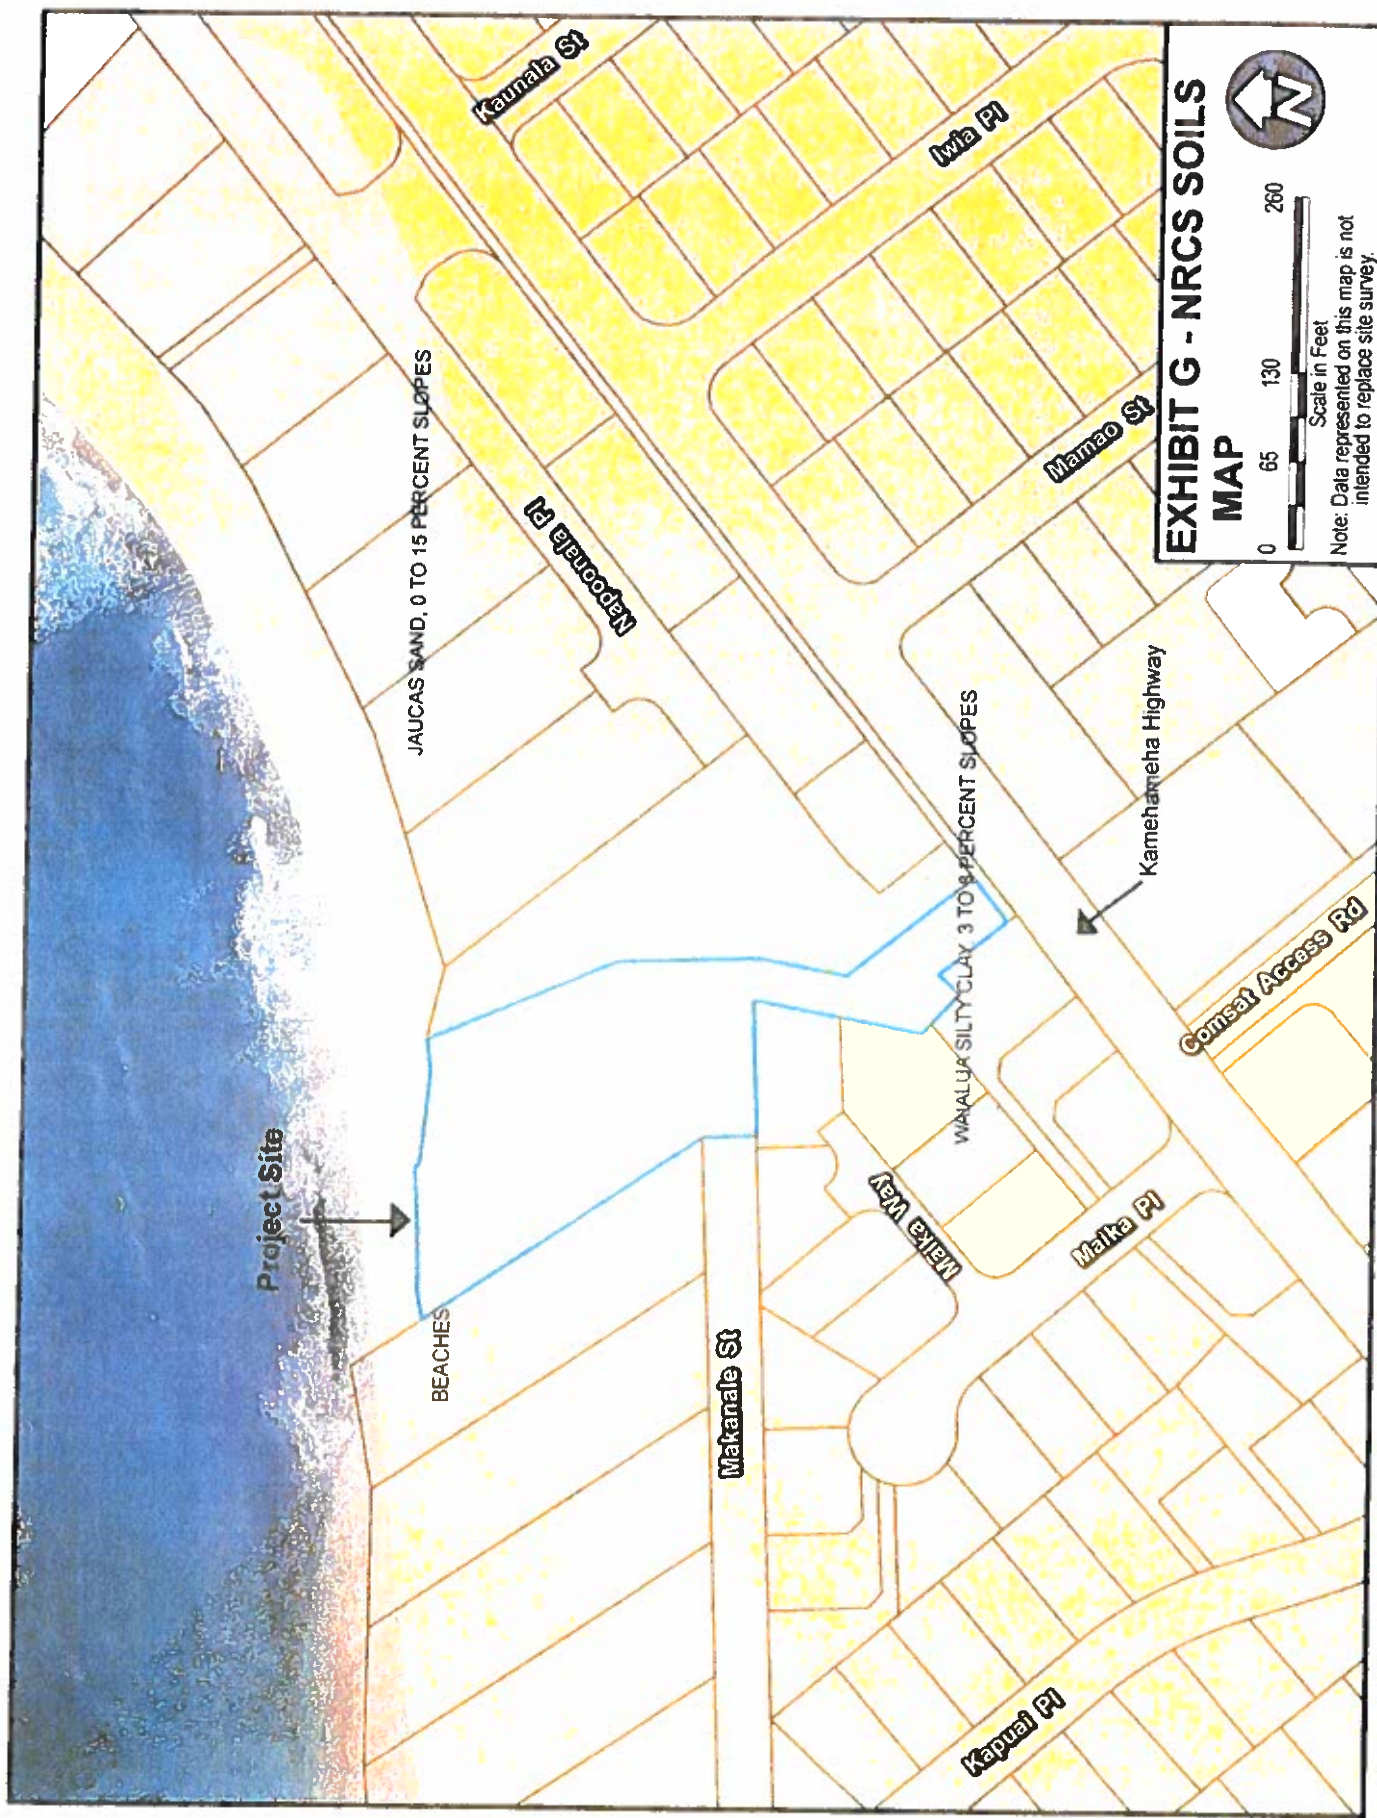 Project Site
BEACHES
JAUCAS SAND, 0 TO 15 PERCENT SLOPES
Kaunala St
Napoonala Pl
Iwia Pl
Makanale St
Mamao St
WAIALUA SILTY CLAY 3 TO 8 PERCENT SLOPES
Maika Way
Maika Pl
Kamehameha Highway
Comsat Access Rd
Kapuai Pl
EXHIBIT G - NRCS SOILS
MAP
N
0 65 130 260
Scale in Feet
Note: Data represented on this map is not
intended to replace site survey.